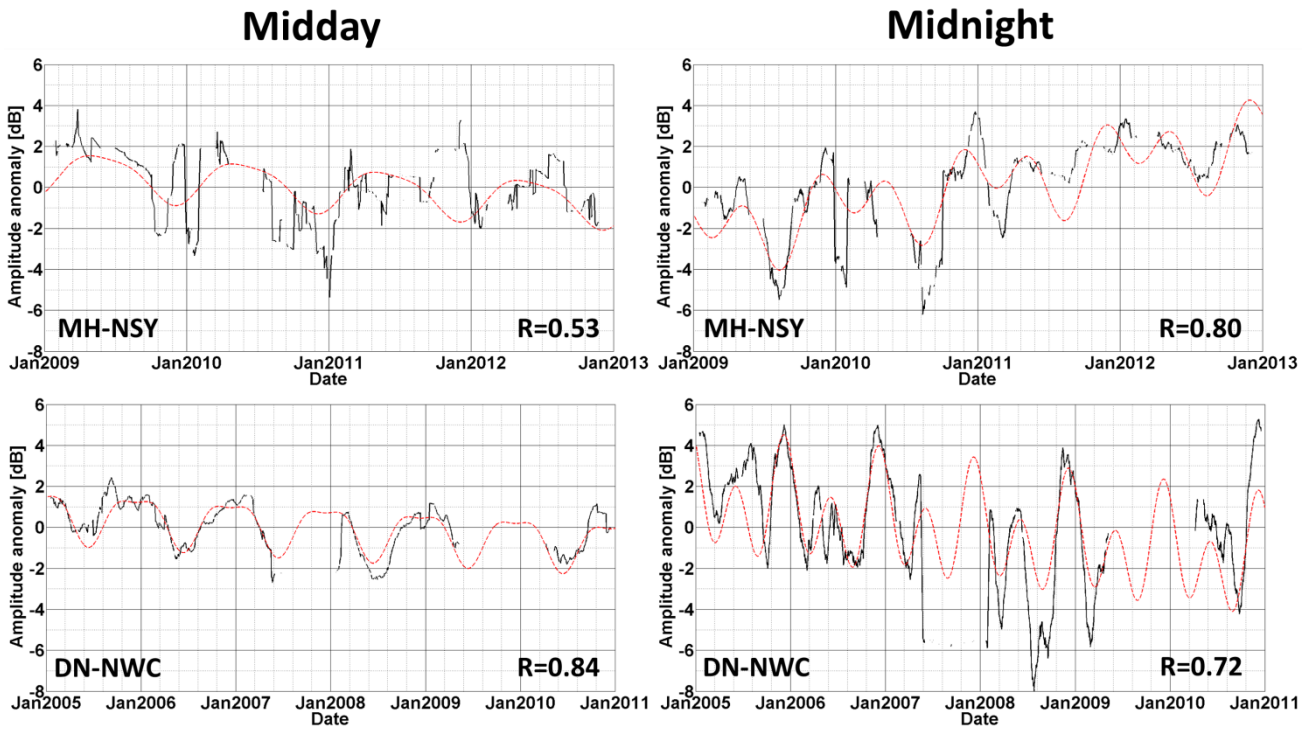 Midday
Midnight
Amplitude anomaly [dB]
6
4
2
0
-2
-4
-6
-8
MH-NSY
R=0.53
Jan2009
Jan2010
Jan2011
Jan2012
Jan2013
Date
Amplitude anomaly [dB]
6
4
2
0
-2
-4
-6
-8
MH-NSY
R=0.80
Jan2009
Jan2010
Jan2011
Jan2012
Jan2013
Date
Amplitude anomaly [dB]
6
4
2
0
-2
-4
-6
-8
DN-NWC
R=0.84
Jan2005
Jan2006
Jan2007
Jan2008
Jan2009
Jan2010
Jan2011
Date
Amplitude anomaly [dB]
6
4
2
0
-2
-4
-6
-8
DN-NWC
R=0.72
Jan2005
Jan2006
Jan2007
Jan2008
Jan2009
Jan2010
Jan2011
Date